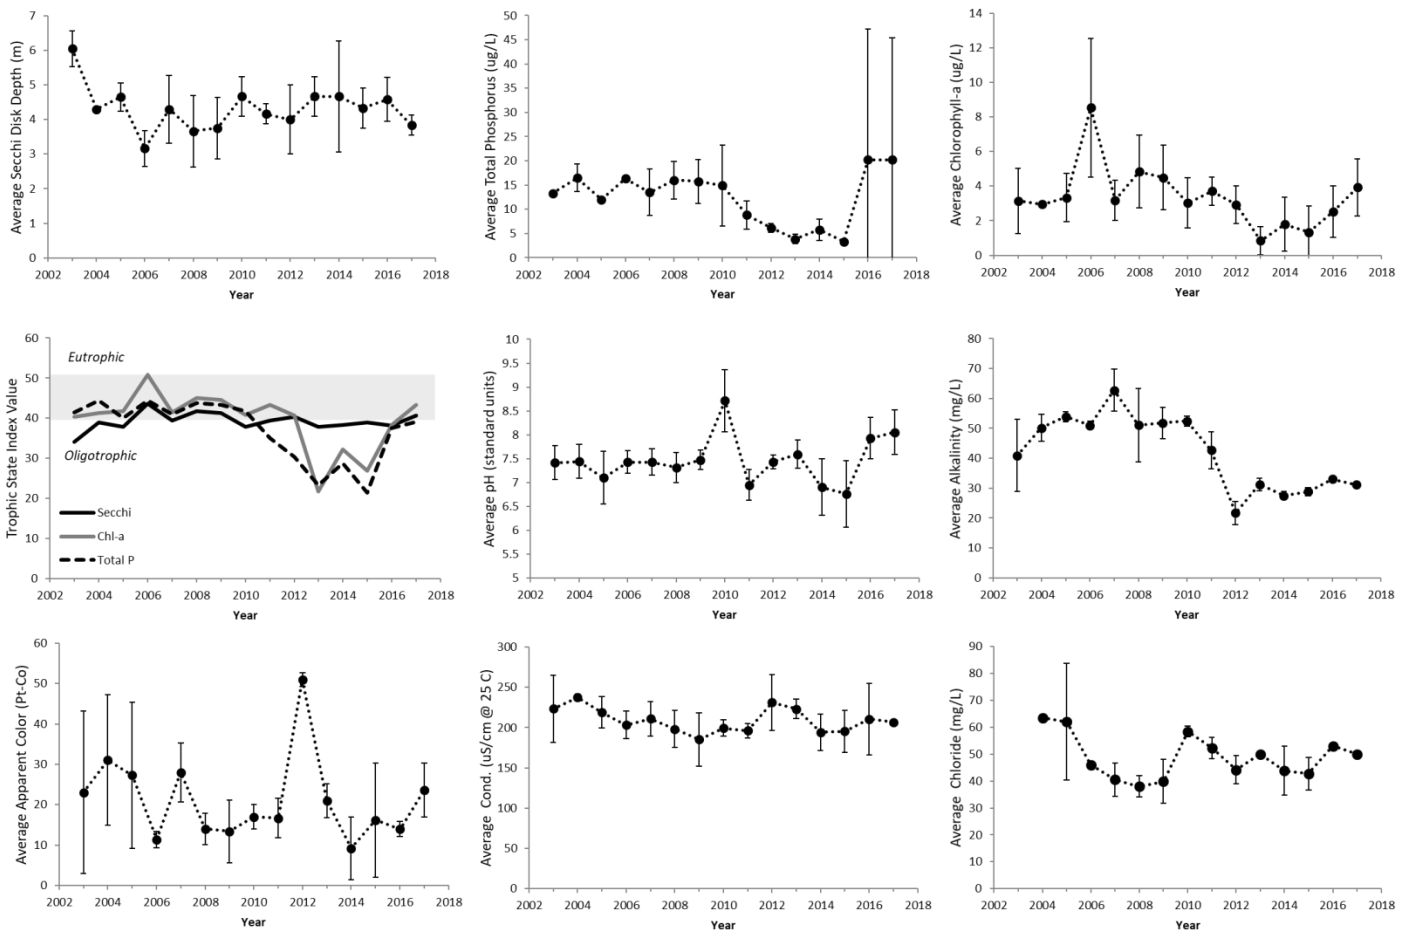 Average Secchi Disk Depth (m)
7
6
5
4
3
2
1
0
2002 2004 2006 2008 2010 2012 2014 2016 2018
Year
Average Total Phosphorus (ug/L)
50
45
40
35
30
25
20
15
10
5
0
2002 2004 2006 2008 2010 2012 2014 2016 2018
Year
Average Chlorophyll-a (ug/L)
14
12
10
8
6
4
2
0
2002 2004 2006 2008 2010 2012 2014 2016 2018
Year
Trophic State Index Value
60
50
40
30
20
10
0
Eutrophic
Oligotrophic
Secchi
Chl-a
Total P
2002 2004 2006 2008 2010 2012 2014 2016 2018
Year
Average pH (standard units)
10
9.5
9
8.5
8
7.5
7
6.5
6
5.5
5
2002 2004 2006 2008 2010 2012 2014 2016 2018
Year
Average Alkalinity (mg/L)
80
70
60
50
40
30
20
10
0
2002 2004 2006 2008 2010 2012 2014 2016 2018
Year
Average Apparent Color (Pt-Co)
60
50
40
30
20
10
0
2002 2004 2006 2008 2010 2012 2014 2016 2018
Year
Average Cond. (uS/cm @ 25 C)
300
250
200
150
100
50
0
2002 2004 2006 2008 2010 2012 2014 2016 2018
Year
Average Chloride (mg/L)
90
80
70
60
50
40
30
20
10
0
2002 2004 2006 2008 2010 2012 2014 2016 2018
Year